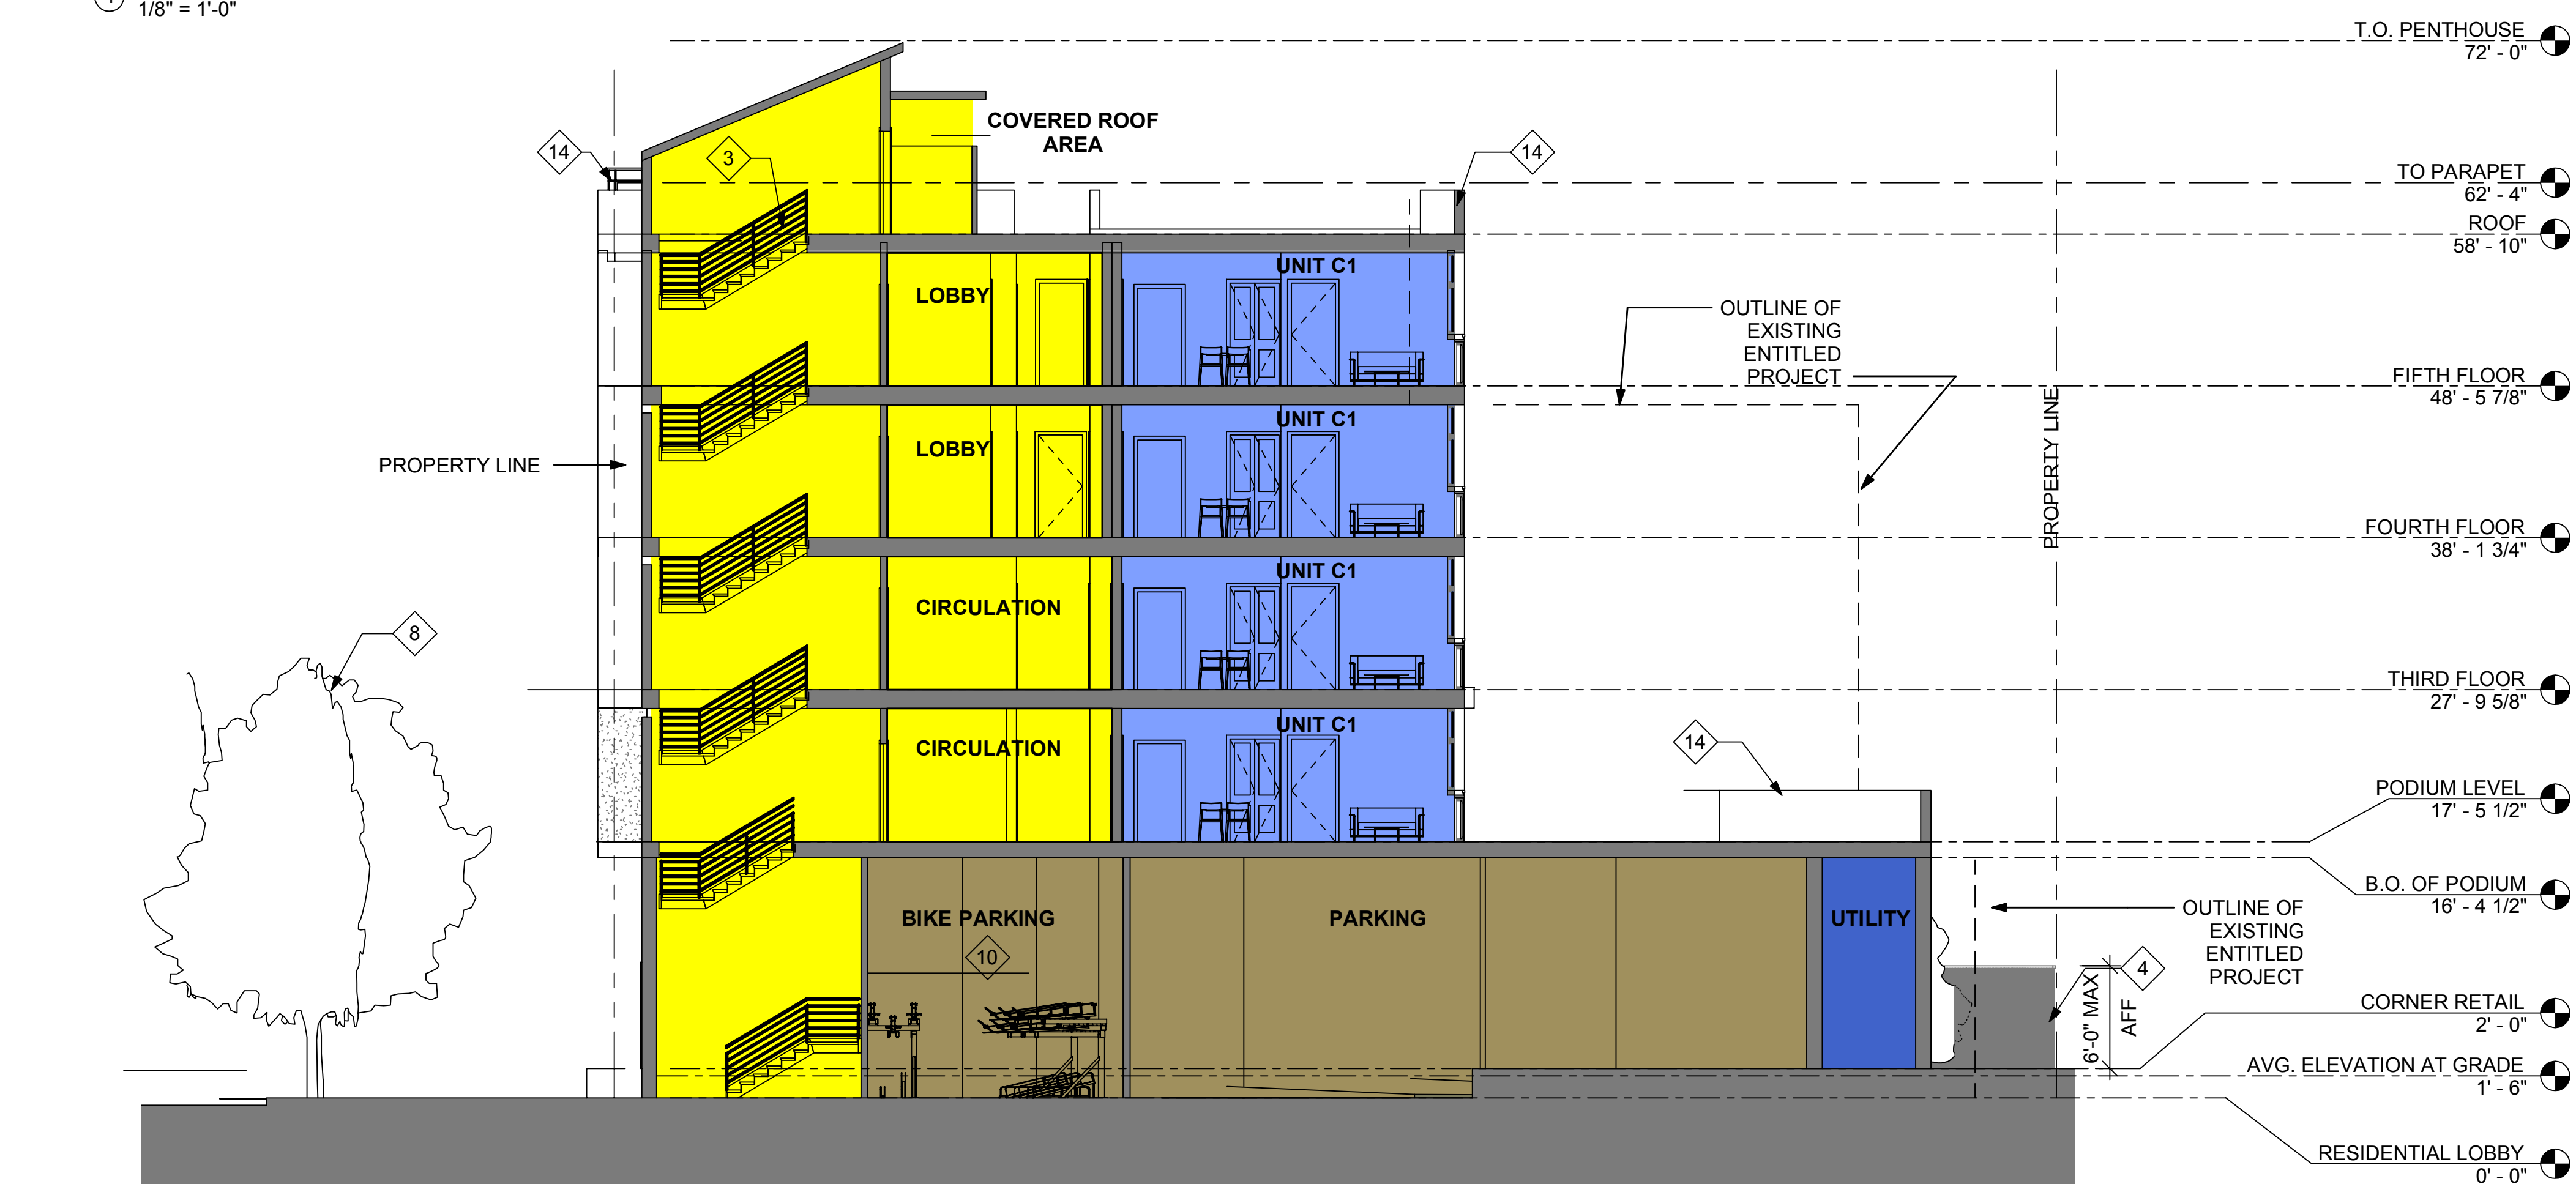 1/8" = 1'-0"
T.O. PENTHOUSE
72' - 0"
COVERED ROOF
AREA
14
3
14
TO PARAPET
62' - 4"
ROOF
58' - 10"
UNIT C1
LOBBY
OUTLINE OF
EXISTING
ENTITLED
PROJECT
FIFTH FLOOR
48' - 5 7/8"
UNIT C1
LOBBY
PROPERTY LINE
PROPERTY LINE
FOURTH FLOOR
38' - 1 3/4"
UNIT C1
CIRCULATION
8
THIRD FLOOR
27' - 9 5/8"
UNIT C1
CIRCULATION
14
PODIUM LEVEL
17' - 5 1/2"
B.O. OF PODIUM
16' - 4 1/2"
BIKE PARKING
PARKING
UTILITY
OUTLINE OF
EXISTING
ENTITLED
PROJECT
10
4
6'-0" MAX
AFF
CORNER RETAIL
2' - 0"
AVG. ELEVATION AT GRADE
1' - 6"
RESIDENTIAL LOBBY
0' - 0"